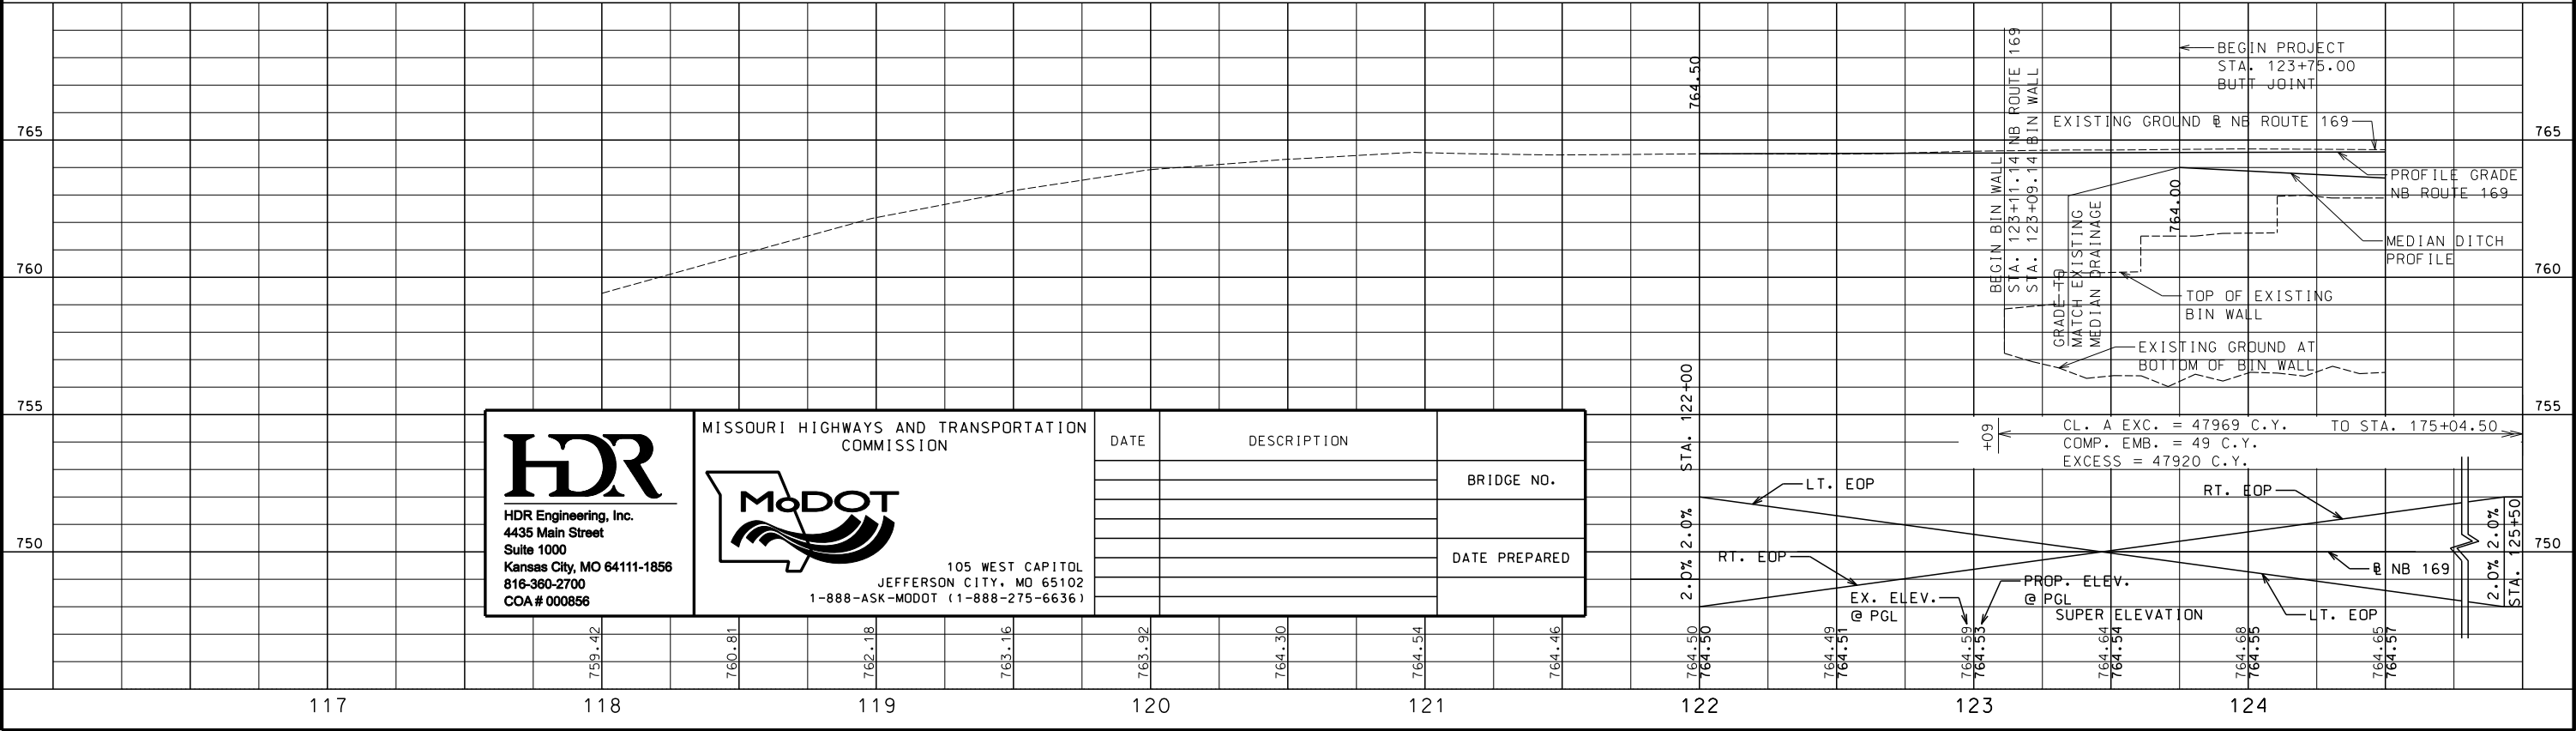 BEGIN PROJECT
STA. 123+75.00
BUTT JOINT
764.50
BEGIN BIN WALL
STA. 123+11.14 NB ROUTE 169
STA. 123+09.14 BIN WALL
765
EXISTING GROUND ℄ NB ROUTE 169
765
PROFILE GRADE
NB ROUTE 169
764.00
GRADE TO
MATCH EXISTING
MEDIAN DRAINAGE
MEDIAN DITCH
PROFILE
760
760
TOP OF EXISTING
BIN WALL
EXISTING GROUND AT
BOTTOM OF BIN WALL
755
755
HDR
HDR Engineering, Inc.
4435 Main Street
Suite 1000
Kansas City, MO 64111-1856
816-360-2700
COA # 000856
MISSOURI HIGHWAYS AND TRANSPORTATION
COMMISSION
MoDOT
105 WEST CAPITOL
JEFFERSON CITY, MO 65102
1-888-ASK-MODOT (1-888-275-6636)
DATE
DESCRIPTION
BRIDGE NO.
DATE PREPARED
STA. 122+00
+09
CL. A EXC. = 47969 C.Y.
COMP. EMB. = 49 C.Y.
EXCESS = 47920 C.Y.
TO STA. 175+04.50
LT. EOP
RT. EOP
2.0% 2.0%
2.0% 2.0%
STA. 125+50
750
750
RT. EOP
℄ NB 169
PROP. ELEV.
@ PGL
EX. ELEV.
@ PGL
SUPER ELEVATION
LT. EOP
759.42
760.81
762.18
763.16
763.92
764.30
764.54
764.46
764.50
764.50
764.49
764.51
764.59
764.53
764.64
764.54
764.68
764.55
764.65
764.57
117
118
119
120
121
122
123
124